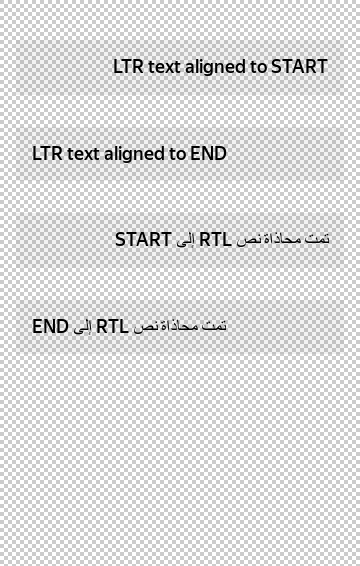 LTR text aligned to START
LTR text aligned to END
تمت محاذاة نص RTL إلى START
تمت محاذاة نص RTL إلى END